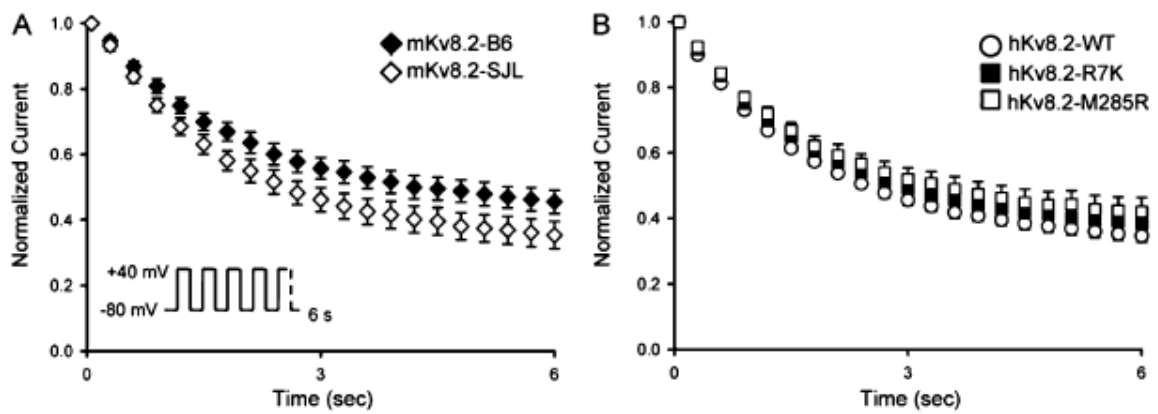 A
1.0
0.8
0.6
0.4
0.2
0.0
Normalized Current
mKv8.2-B6
mKv8.2-SJL
+40 mV
-80 mV
6 s
0
3
6
Time (sec)
B
1.0
0.8
0.6
0.4
0.2
0.0
Normalized Current
hKv8.2-WT
hKv8.2-R7K
hKv8.2-M285R
0
3
6
Time (sec)